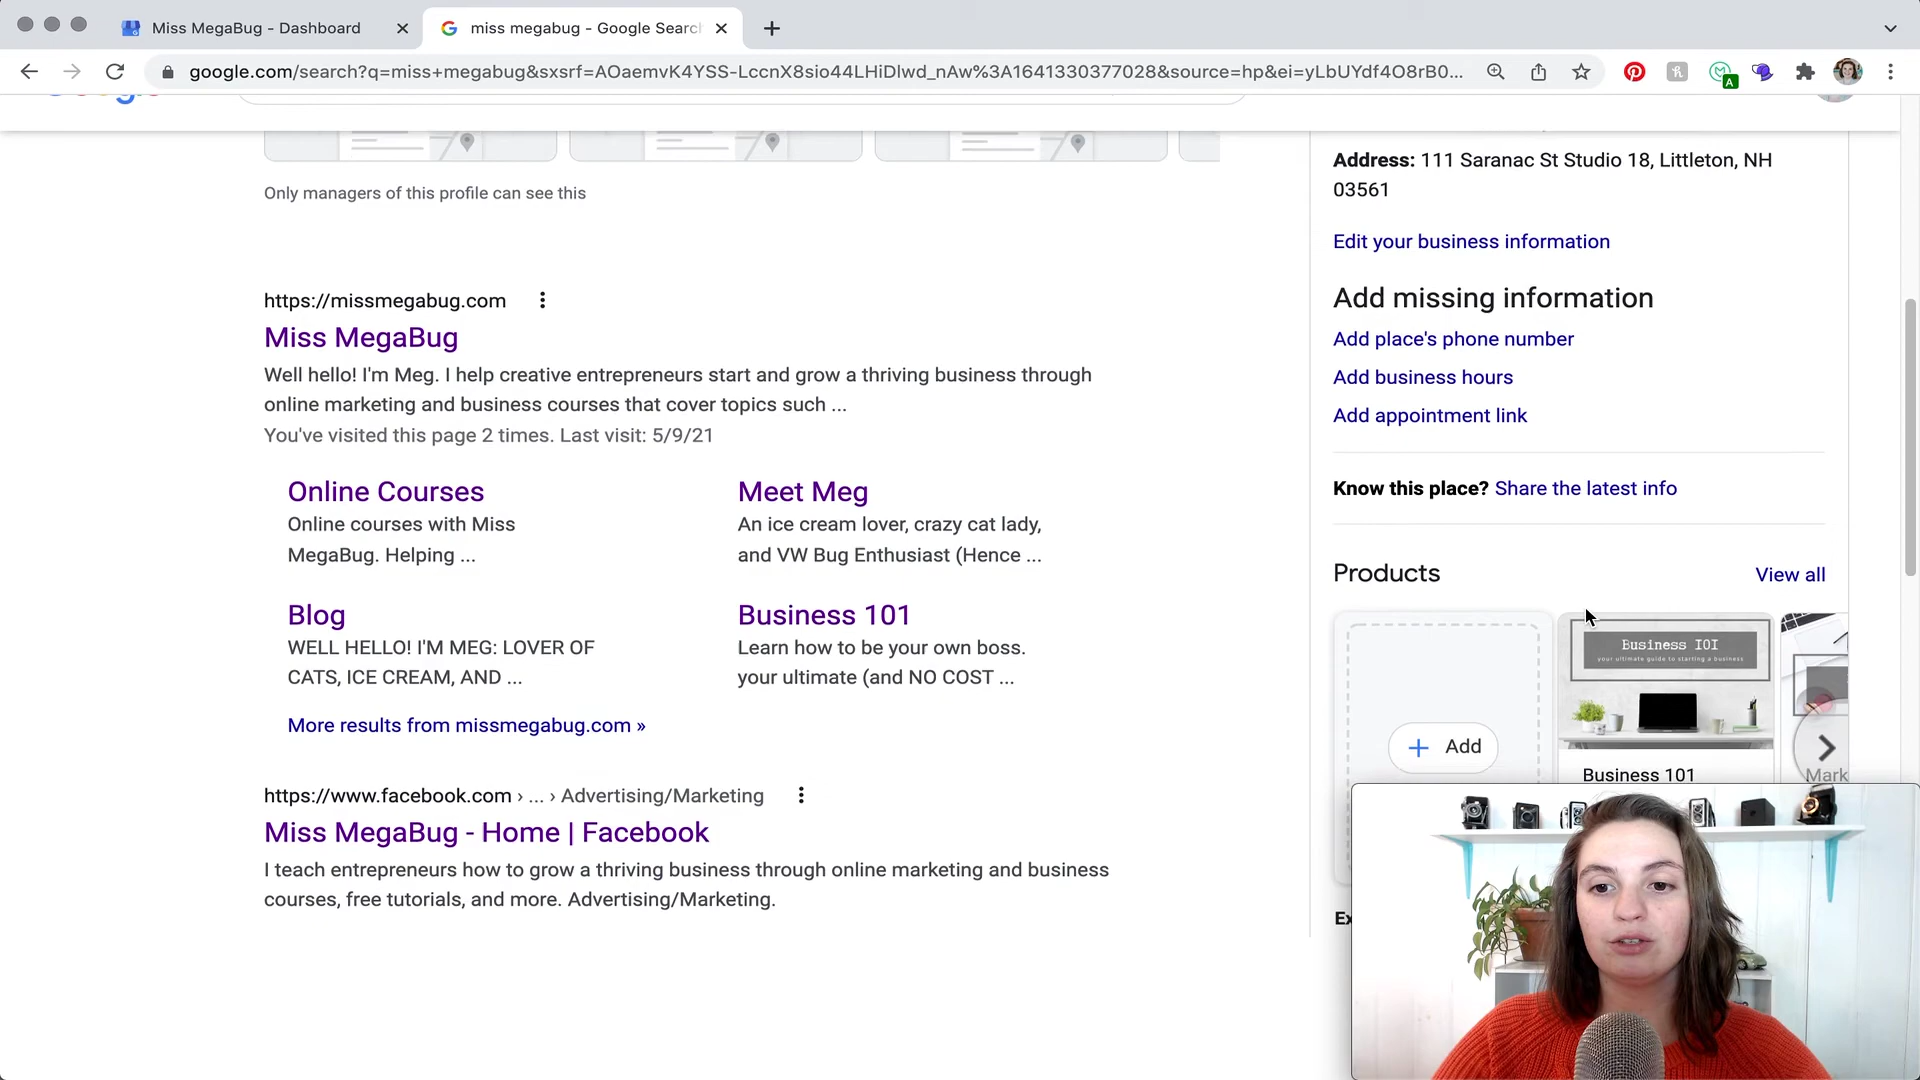 Miss MegaBug - Dashboard
miss megabug - Google Searc
google.com/search?q=miss+megabug&sxsrf=AOaemvK4YSS-LccnX8sio44LHiDlwd_nAw%3A1641330377028&source=hp&ei=yLbUYdf4O8rB0...
A
Only managers of this profile can see this
https://missmegabug.com
Miss MegaBug
Well hello! I'm Meg. I help creative entrepreneurs start and grow a thriving business through
online marketing and business courses that cover topics such ...
You've visited this page 2 times. Last visit: 5/9/21
Online Courses
Online courses with Miss
MegaBug. Helping ...
Meet Meg
An ice cream lover, crazy cat lady,
and VW Bug Enthusiast (Hence ...
Blog
WELL HELLO! I'M MEG: LOVER OF
CATS, ICE CREAM, AND ...
Business 101
Learn how to be your own boss.
your ultimate (and NO COST ...
More results from missmegabug.com »
https://www.facebook.com › ... › Advertising/Marketing
Miss MegaBug - Home | Facebook
I teach entrepreneurs how to grow a thriving business through online marketing and business
courses, free tutorials, and more. Advertising/Marketing.
Address: 111 Saranac St Studio 18, Littleton, NH
03561
Edit your business information
Add missing information
Add place's phone number
Add business hours
Add appointment link
Know this place? Share the latest info
Products
View all
+ Add
Business 101
your ultimate guide to starting a business
Business 101
Mark
Ex